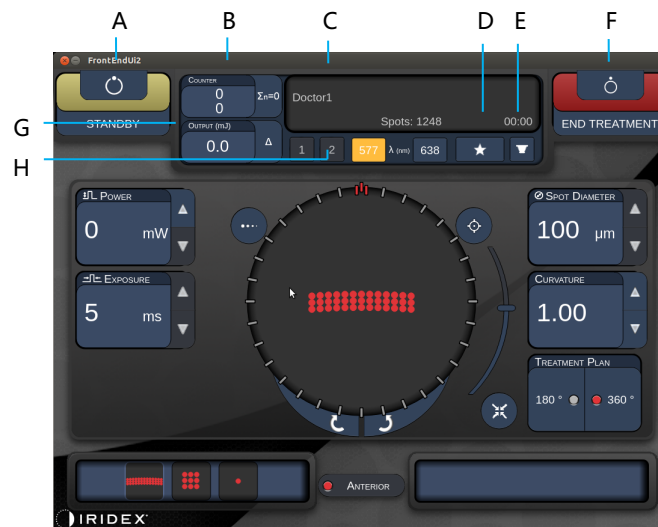 A
B
C
D
E
F
FrontEndUi2
COUNTER
0
0
Σn=0
Doctor1
Spots: 1248
00:00
STANDBY
END TREATMENT
G
OUTPUT (mJ)
0.0
Δ
H
1
2
577
λ (nm)
638
POWER
0
mW
EXPOSURE
5
ms
SPOT DIAMETER
100
μm
CURVATURE
1.00
TREATMENT PLAN
180 °
360 °
ANTERIOR
IRIDEX